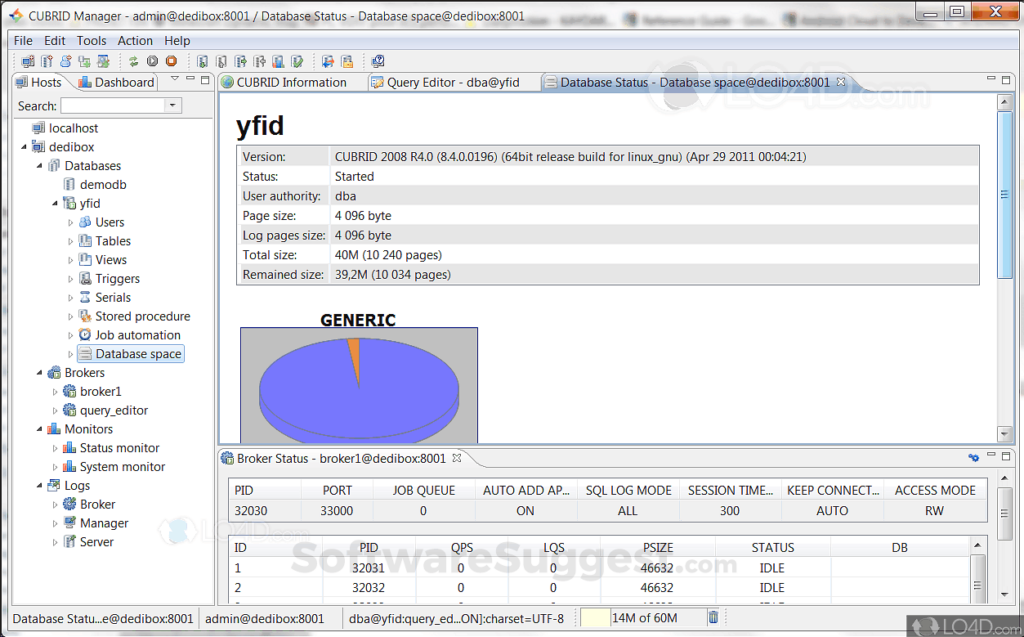 CUBRID Manager - admin@dedibox:8001 / Database Status - Database space@dedibox:8001
File Edit Tools Action Help
Hosts Dashboard
Search:
localhost
dedibox
Databases
demodb
yfid
Users
Tables
Views
Triggers
Serials
Stored procedure
Job automation
Database space
Brokers
broker1
query_editor
Monitors
Status monitor
System monitor
Logs
Broker
Manager
Server
CUBRID Information Query Editor - dba@yfid Database Status - Database space@dedibox:8001
yfid
Version: CUBRID 2008 R4.0 (8.4.0.0196) (64bit release build for linux_gnu) (Apr 29 2011 00:04:21)
Status: Started
User authority: dba
Page size: 4 096 byte
Log pages size: 4 096 byte
Total size: 40M (10 240 pages)
Remained size: 39,2M (10 034 pages)
GENERIC
Broker Status - broker1@dedibox:8001
PID PORT JOB QUEUE AUTO ADD AP... SQL LOG MODE SESSION TIME... KEEP CONNECT... ACCESS MODE
32030 33000 0 ON ALL 300 AUTO RW
ID PID QPS LQS PSIZE STATUS DB
1 32031 0 0 46632 IDLE
2 32032 0 0 46632 IDLE
SoftwareSuggest.com
LO4D.com
Database Statu...e@dedibox:8001 admin@dedibox:8001 dba@yfid:query_ed...ON]:charset=UTF-8 14M of 60M
LO4D.com